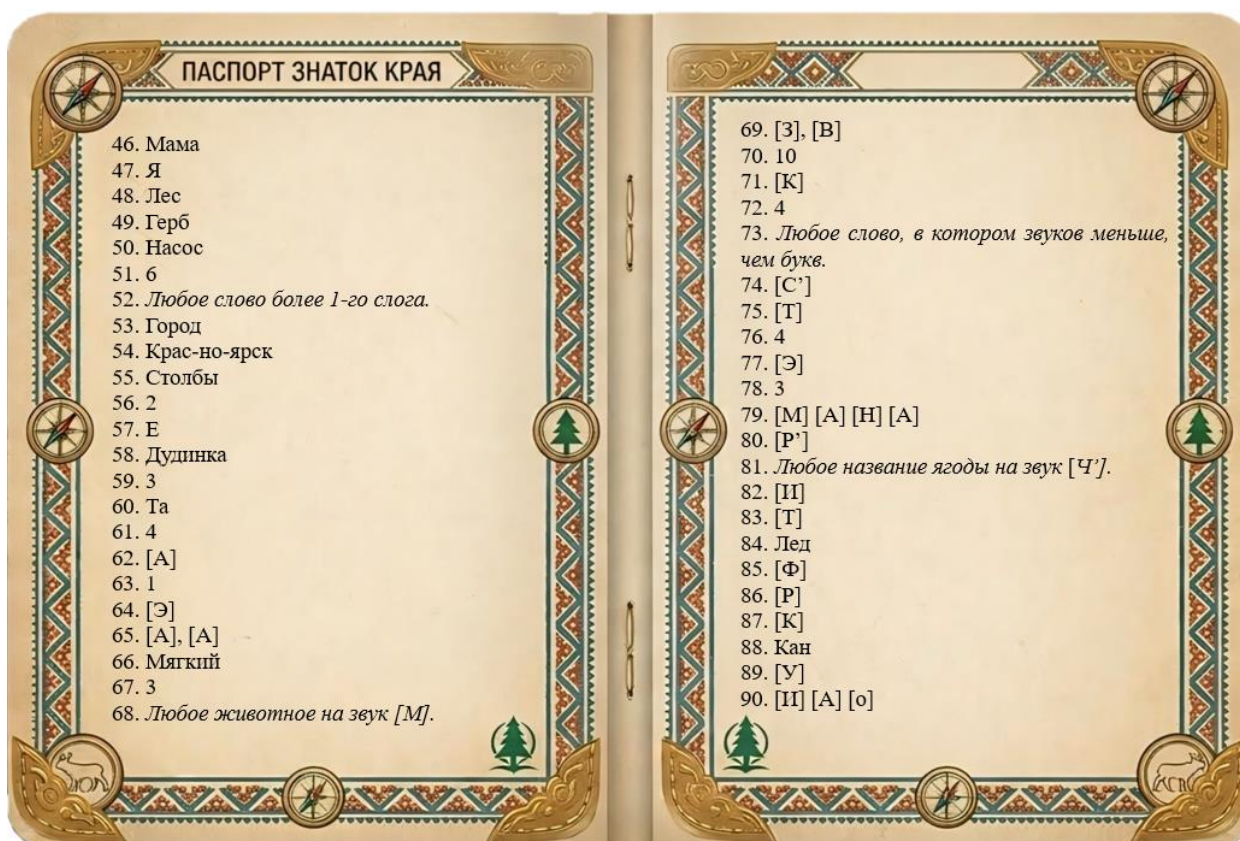 ПАСПОРТ ЗНАТОК КРАЯ
46. Мама
47. Я
48. Лес
49. Герб
50. Насос
51. 6
52. Любое слово более 1-го слога.
53. Город
54. Крас-но-ярск
55. Столбы
56. 2
57. Е
58. Дудинка
59. 3
60. Та
61. 4
62. [А]
63. 1
64. [Э]
65. [А], [А]
66. Мягкий
67. 3
68. Любое животное на звук [М].
69. [З], [В]
70. 10
71. [К]
72. 4
73. Любое слово, в котором звуков меньше,
чем букв.
74. [С’]
75. [Т]
76. 4
77. [Э]
78. 3
79. [М] [А] [Н] [А]
80. [Р’]
81. Любое название ягоды на звук [Ч’].
82. [И]
83. [Т]
84. Лед
85. [Ф]
86. [Р]
87. [К]
88. Кан
89. [У]
90. [И] [А] [о]